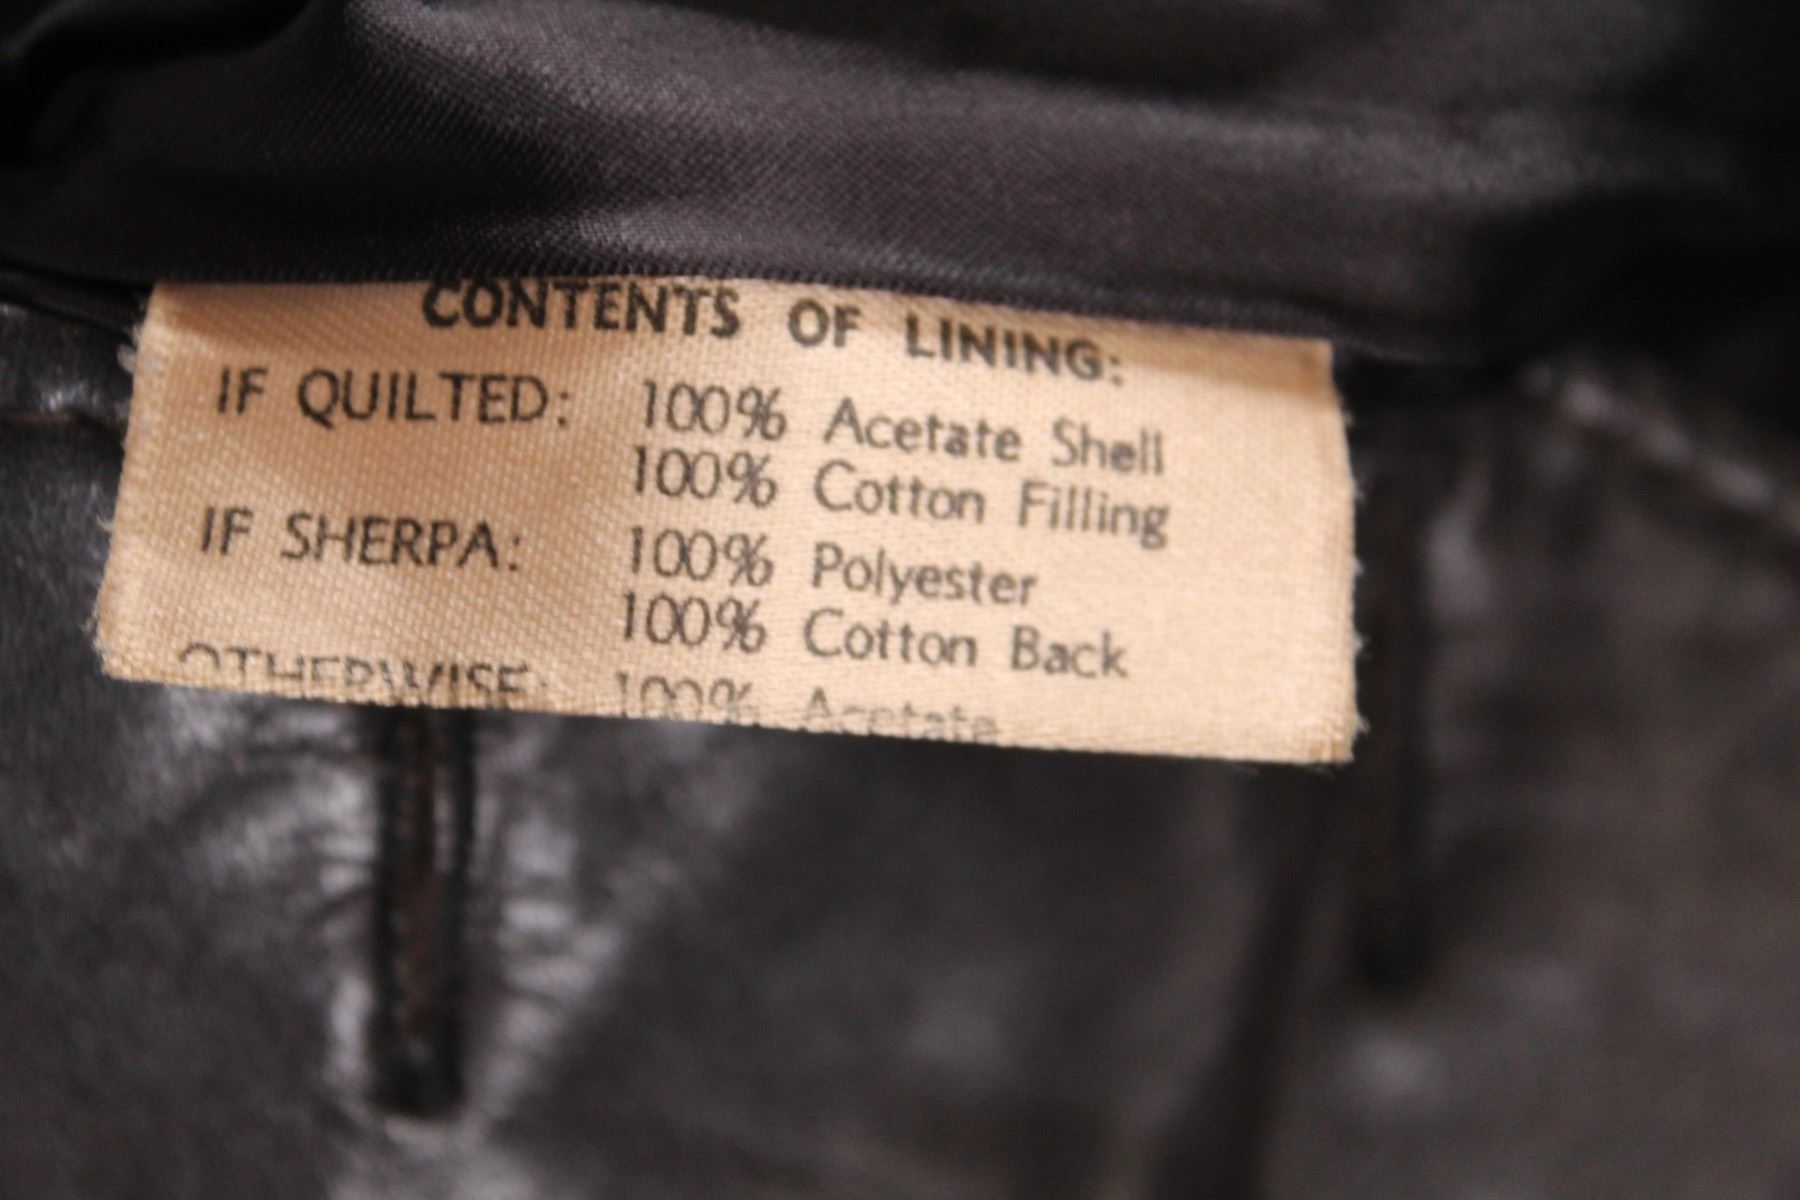 CONTENTS OF LINING:
IF QUILTED: 100% Acetate Shell
100% Cotton Filling
IF SHERPA: 100% Polyester
100% Cotton Back
OTHERWISE: 100% Acetate